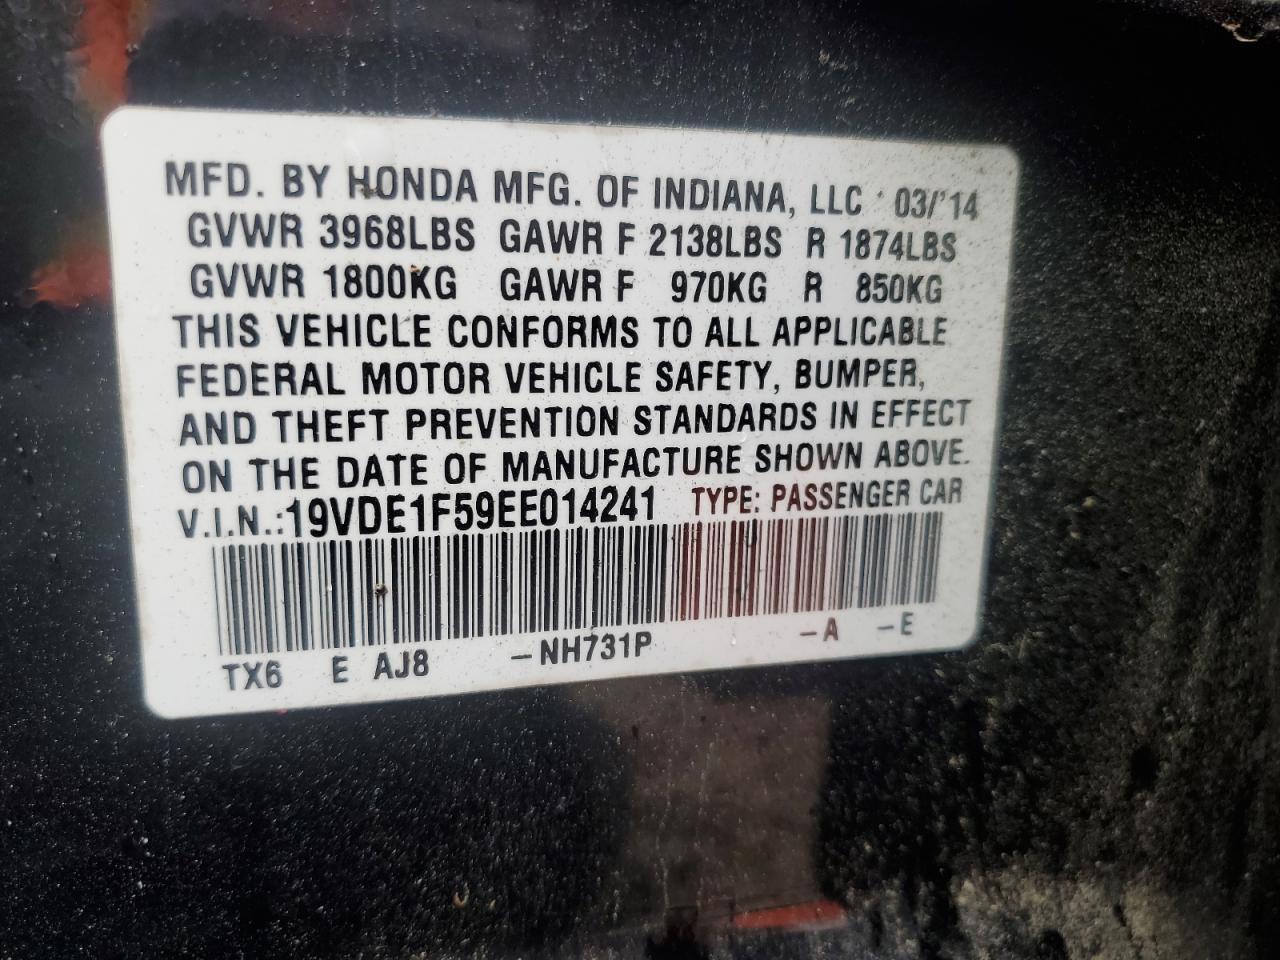 MFD. BY HONDA MFG. OF INDIANA, LLC 03/'14
GVWR 3968LBS GAWR F 2138LBS R 1874LBS
GVWR 1800KG GAWR F 970KG R 850KG
THIS VEHICLE CONFORMS TO ALL APPLICABLE
FEDERAL MOTOR VEHICLE SAFETY, BUMPER,
AND THEFT PREVENTION STANDARDS IN EFFECT
ON THE DATE OF MANUFACTURE SHOWN ABOVE.
V.I.N.:19VDE1F59EE014241 TYPE: PASSENGER CAR
TX6 E AJ8 -NH731P -A -E